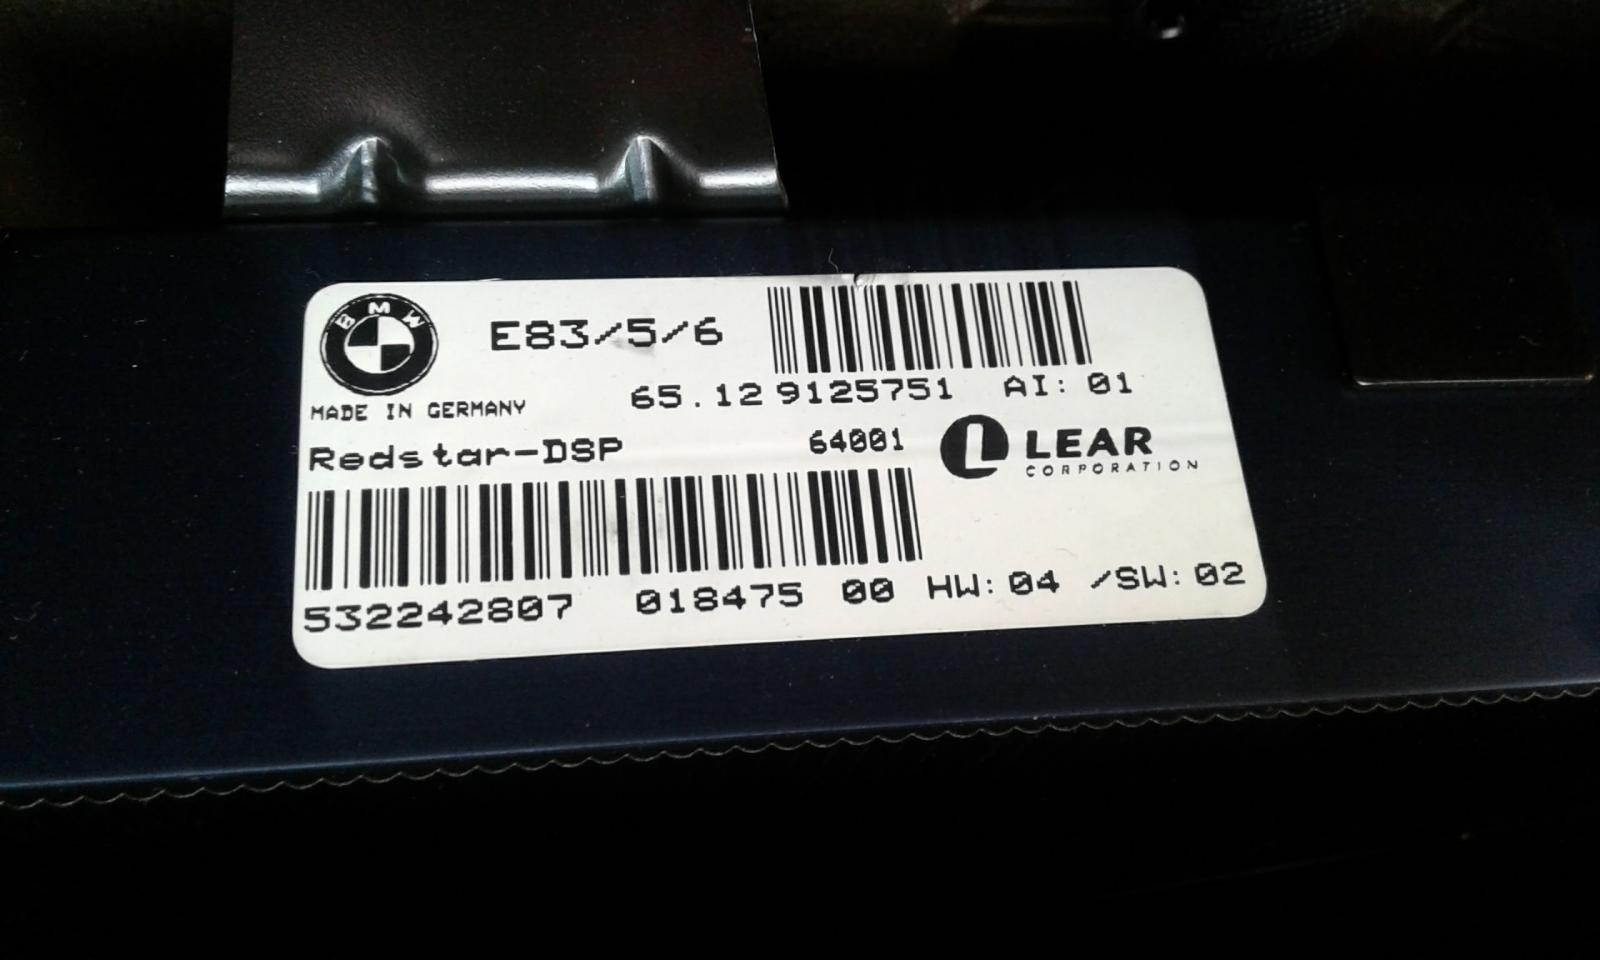 BMW
E83/5/6
65.12 9125751 AI: 01
MADE IN GERMANY
Redstar-DSP 64001
LEAR
CORPORATION
532242807 018475 00 HW: 04 /SW: 02